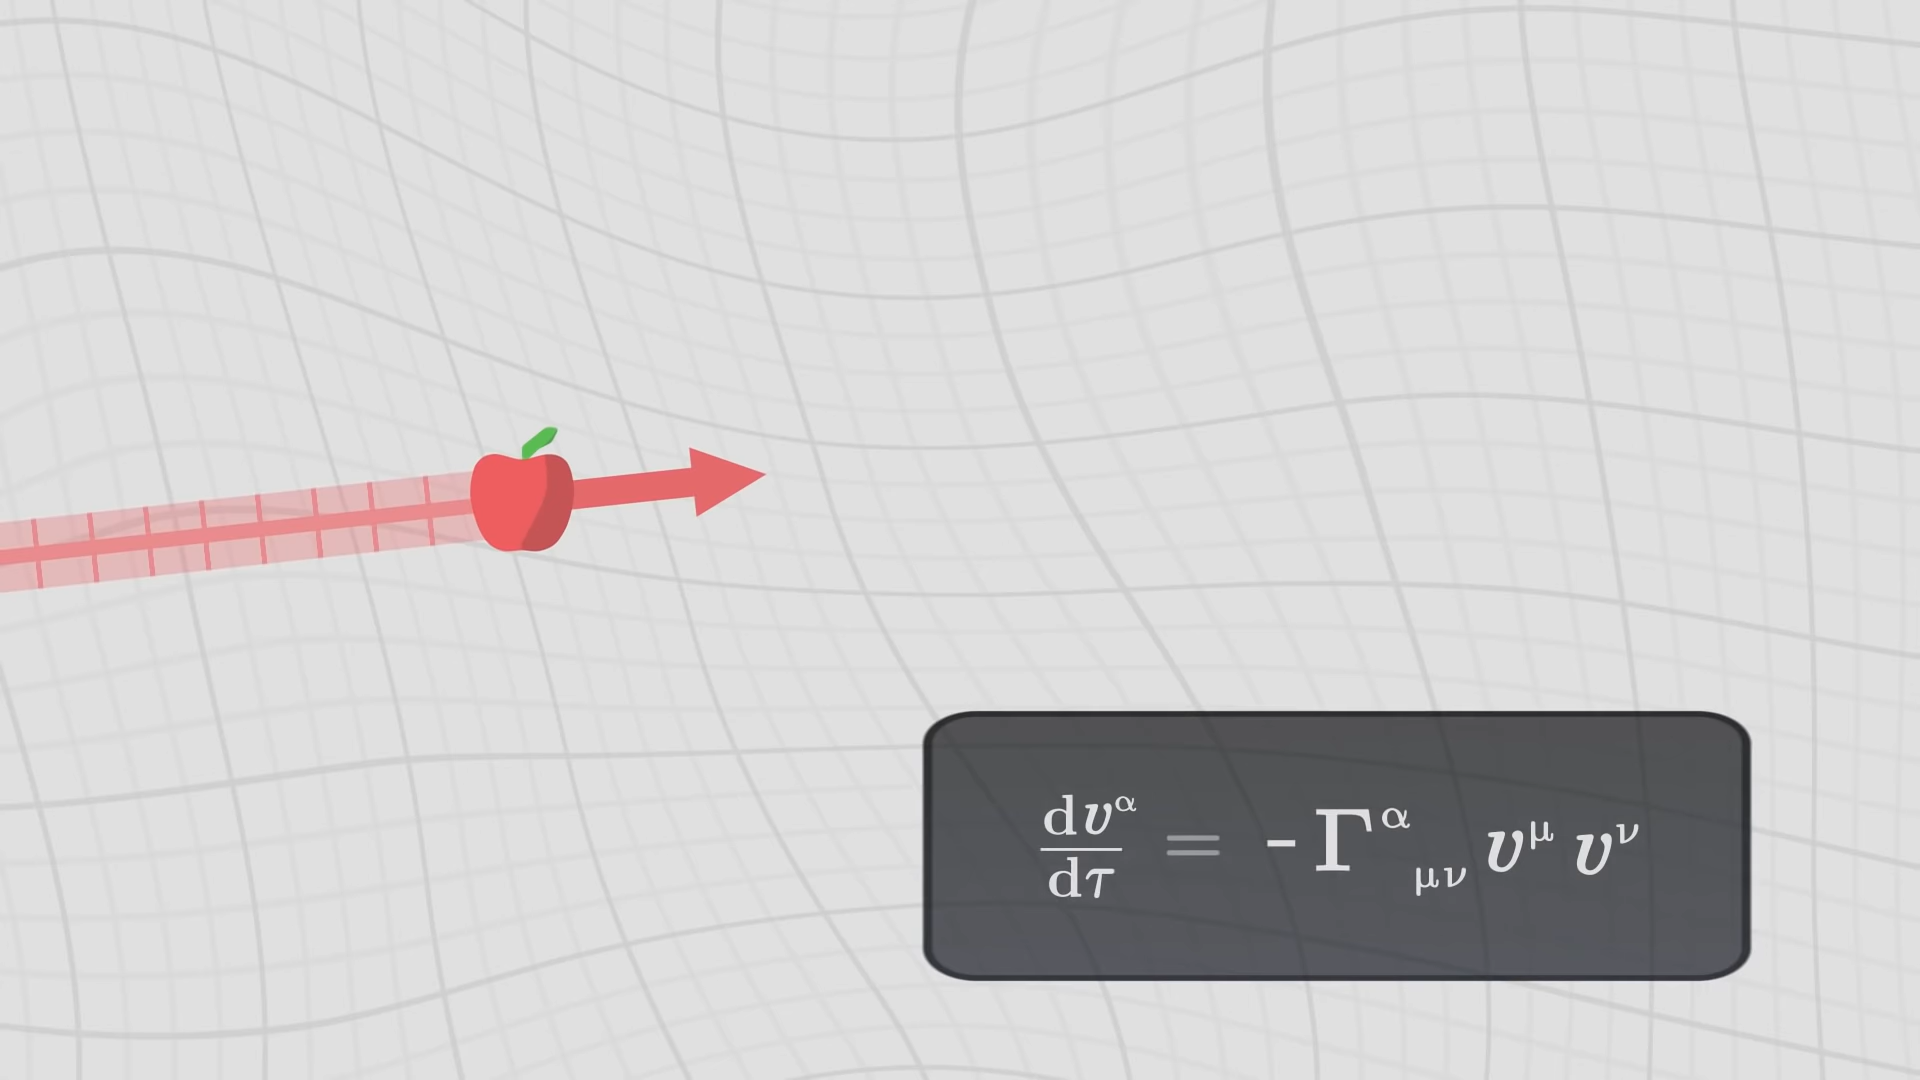 dv^α/dτ = -Γ^α_μν v^μ v^ν